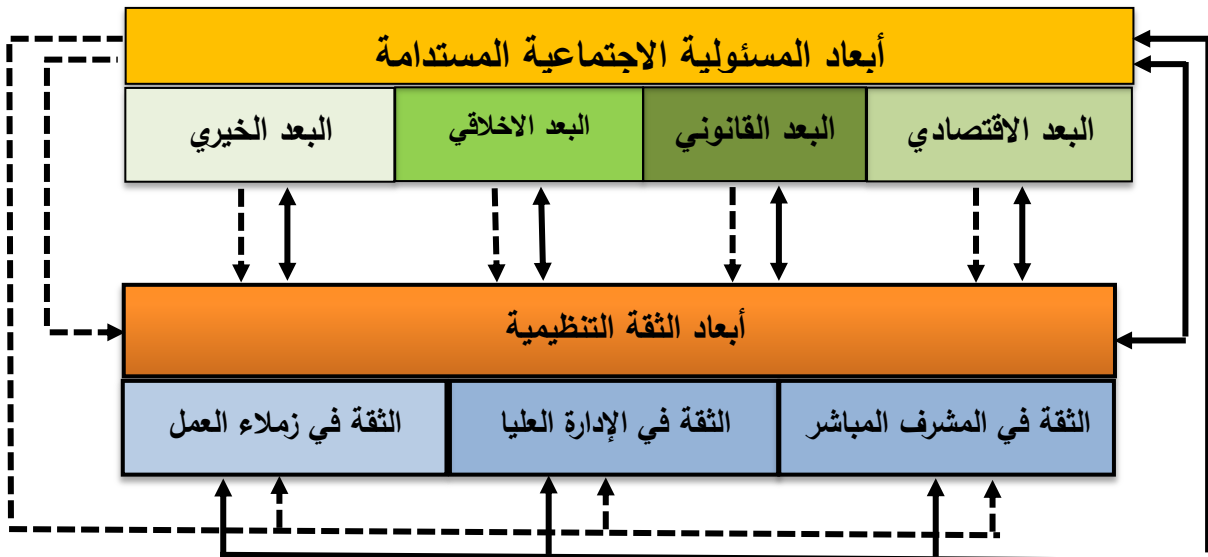 أبعاد المسئولية الاجتماعية المستدامة
البعد الاقتصادي
البعد القانوني
البعد الاخلاقي
البعد الخيري
أبعاد الثقة التنظيمية
الثقة في المشرف المباشر
الثقة في الإدارة العليا
الثقة في زملاء العمل